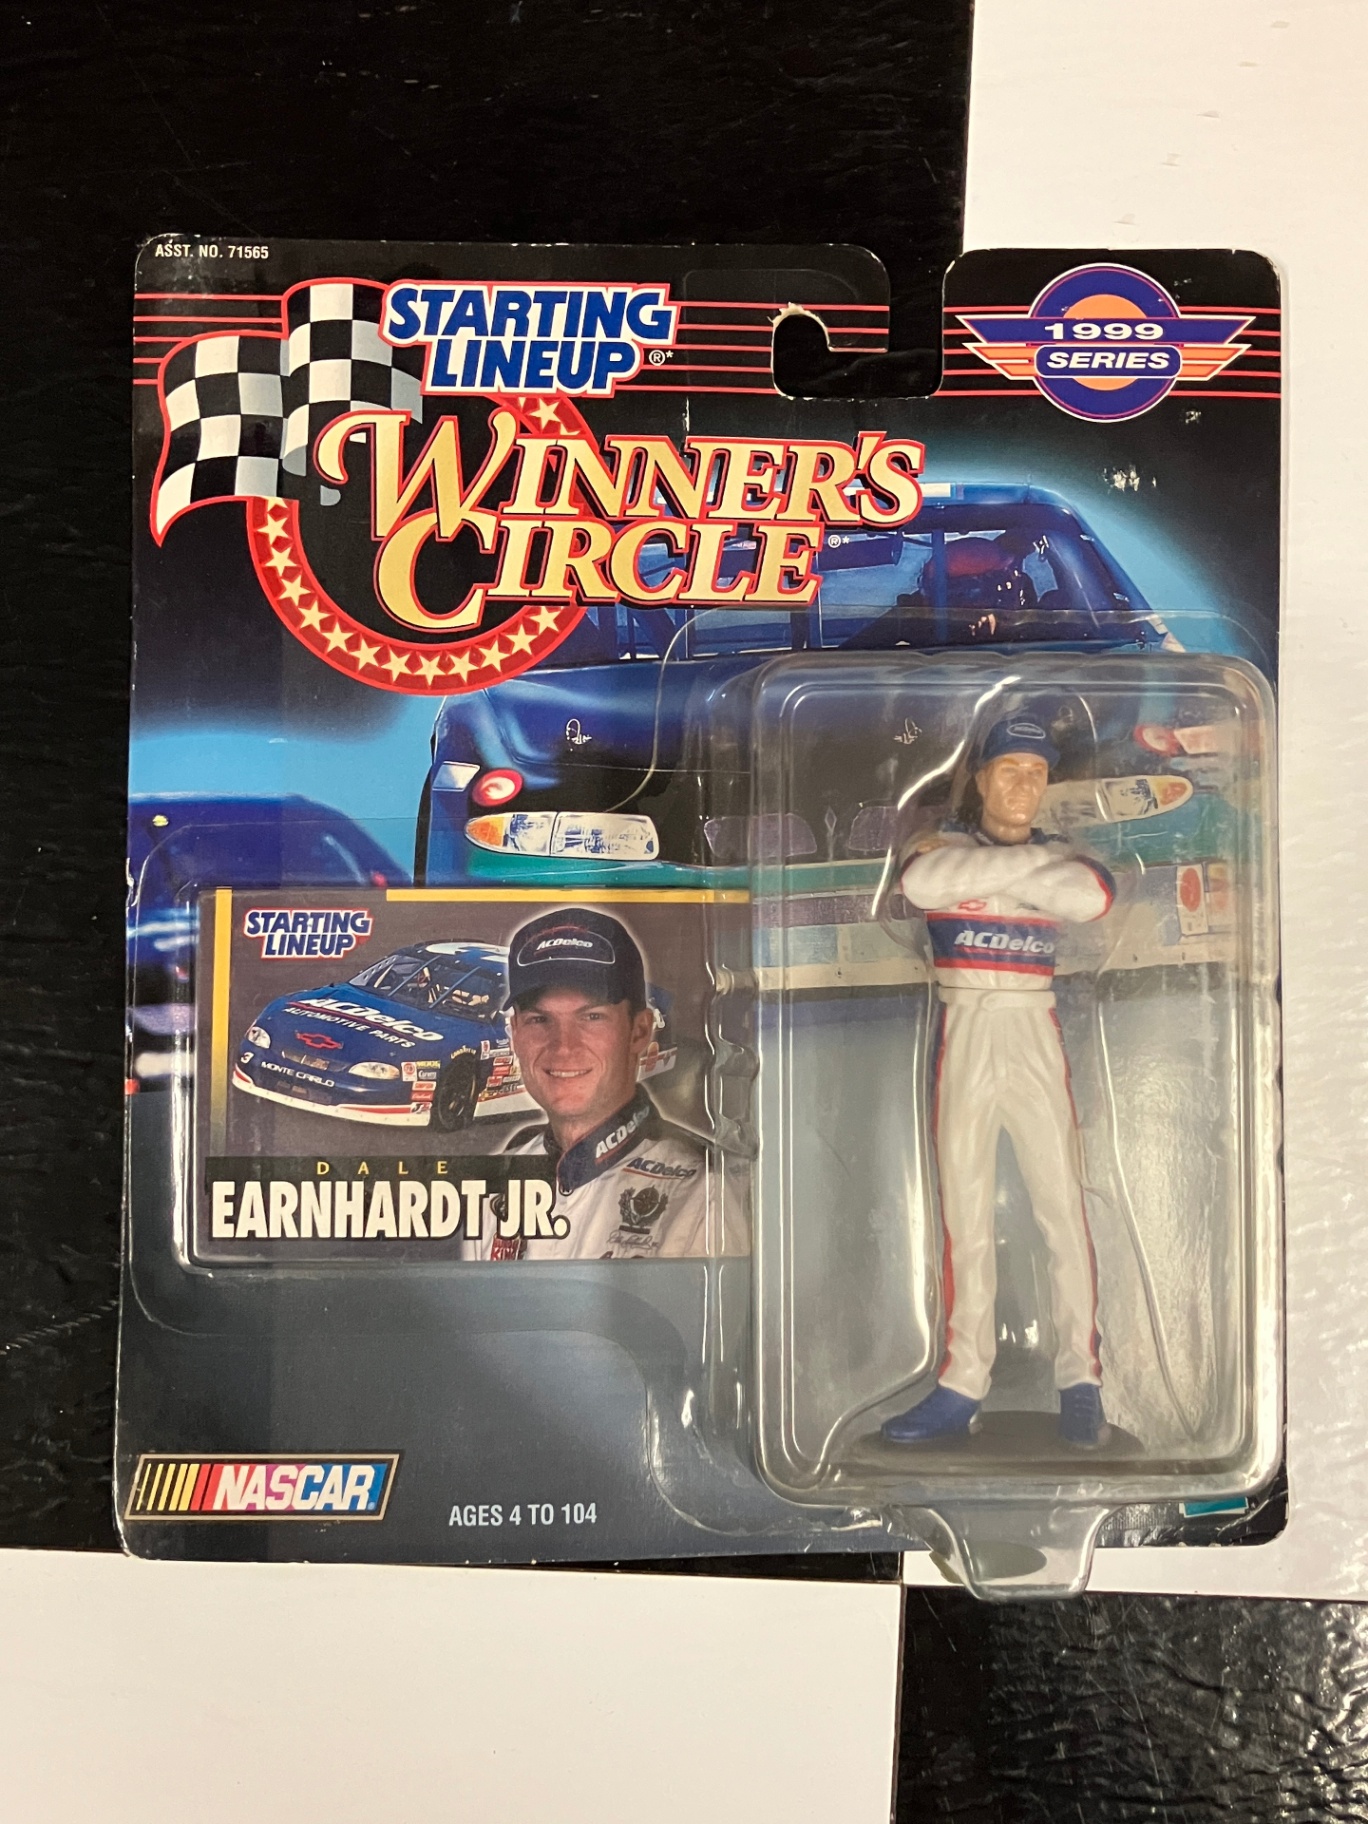 ASST. NO. 71565
STARTING
LINEUP®*
1999
SERIES
WINNER'S
CIRCLE®*
STARTING
LINEUP
ACDelco
ACDelco
AUTOMOTIVE PARTS
3
MONTE CARLO
ACDelco
ACDelco
DALE
EARNHARDT JR.
ACDelco
NASCAR®
AGES 4 TO 104